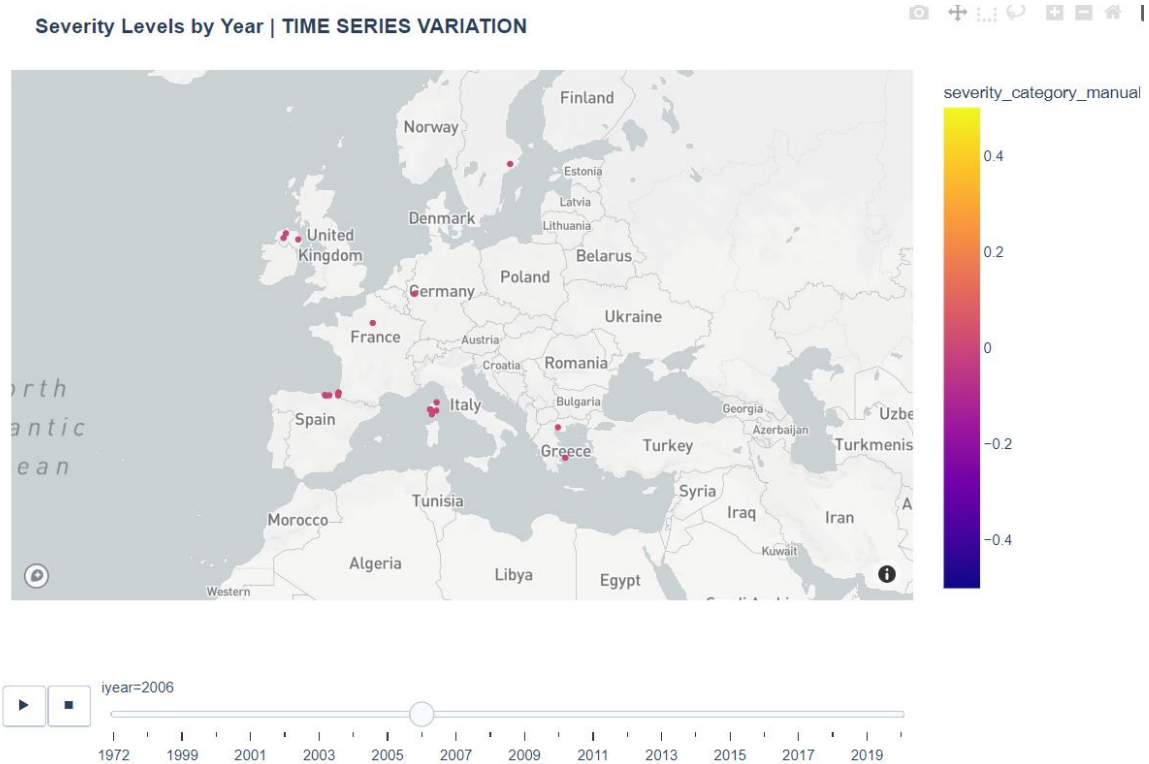 Severity Levels by Year | TIME SERIES VARIATION
severity_category_manual
0.4
0.2
0
−0.2
−0.4
Finland
Norway
Estonia
Latvia
Denmark
Lithuania
United
Kingdom
Belarus
Poland
Germany
Ukraine
France
Austria
Croatia
Romania
orth
antic
ean
Spain
Italy
Bulgaria
Georgia
Azerbaijan
Uzbe
Turkmenis
Greece
Turkey
Syria
Tunisia
Iraq
Iran
A
Morocco
Kuwait
Algeria
Libya
Egypt
Western
iyear=2006
1972 1999 2001 2003 2005 2007 2009 2011 2013 2015 2017 2019